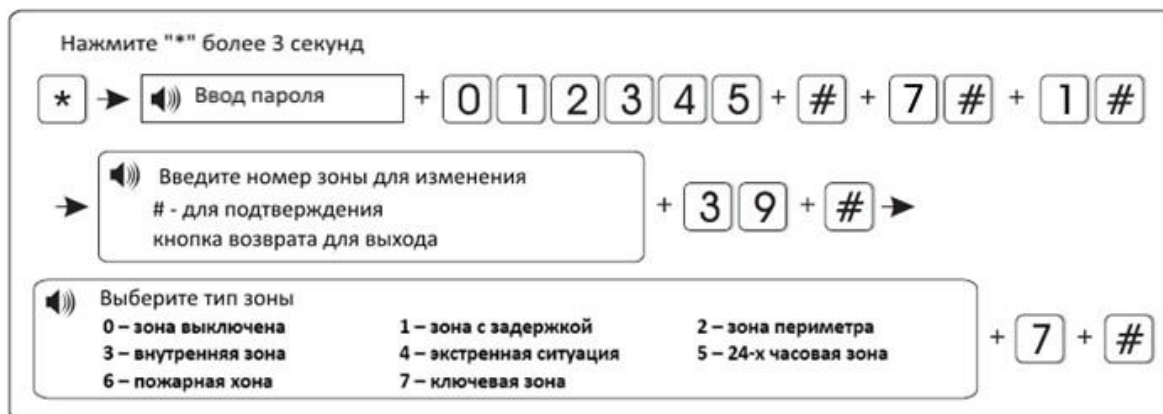 Нажмите "*" более 3 секунд
* Ввод пароля + 0 1 2 3 4 5 + # + 7 # + 1 #
Введите номер зоны для изменения
# - для подтверждения
кнопка возврата для выхода
+ 3 9 + #
Выберите тип зоны
0 – зона выключена 1 – зона с задержкой 2 – зона периметра
3 – внутренняя зона 4 – экстренная ситуация 5 – 24-х часовая зона
6 – пожарная хона 7 – ключевая зона
+ 7 + #